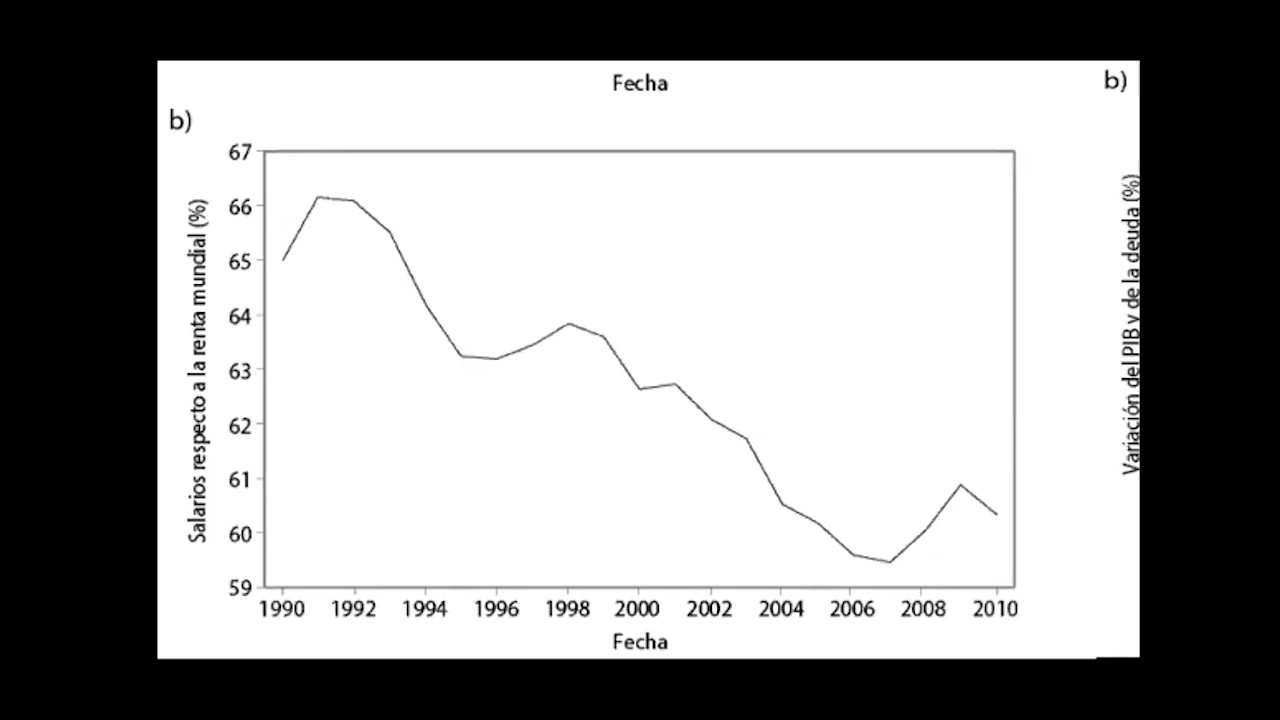 Fecha
b)
b)
Salarios respecto a la renta mundial (%)
67
66
65
64
63
62
61
60
59
1990 1992 1994 1996 1998 2000 2002 2004 2006 2008 2010
Fecha
Variación del PIB y de la deuda (%)